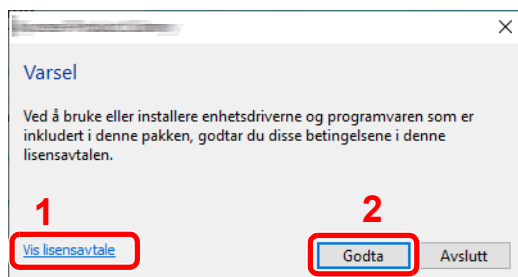 Varsel
Ved å bruke eller installere enhetsdriverne og programvaren som er
inkludert i denne pakken, godtar du disse betingelsene i denne
lisensavtalen.
1
2
Vis lisensavtale
Godta
Avslutt